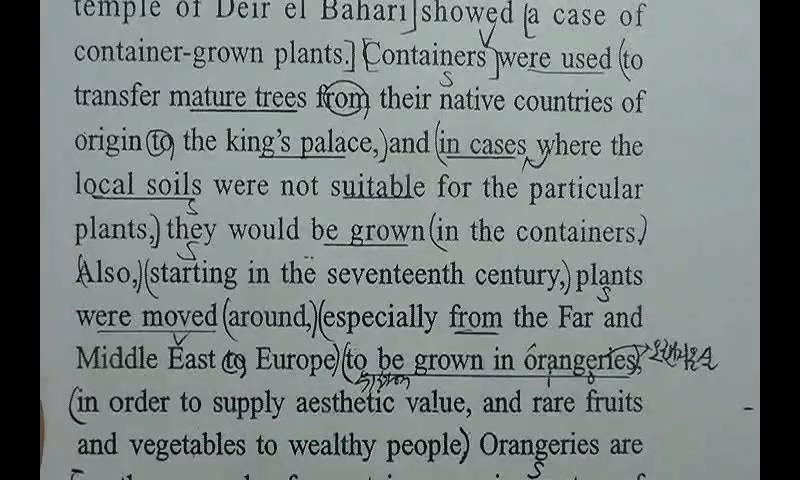 temple of Deir el Bahari] showed [a case of
container-grown plants.] [Containers] were used (to
transfer mature trees from their native countries of
origin to the king's palace,) and (in cases where the
local soils were not suitable for the particular
plants,) they would be grown (in the containers.)
(Also,) (starting in the seventeenth century,) plants
were moved (around,) (especially from the Far and
Middle East to Europe) (to be grown in orangeries,
(in order to supply aesthetic value, and rare fruits
and vegetables to wealthy people) Orangeries are